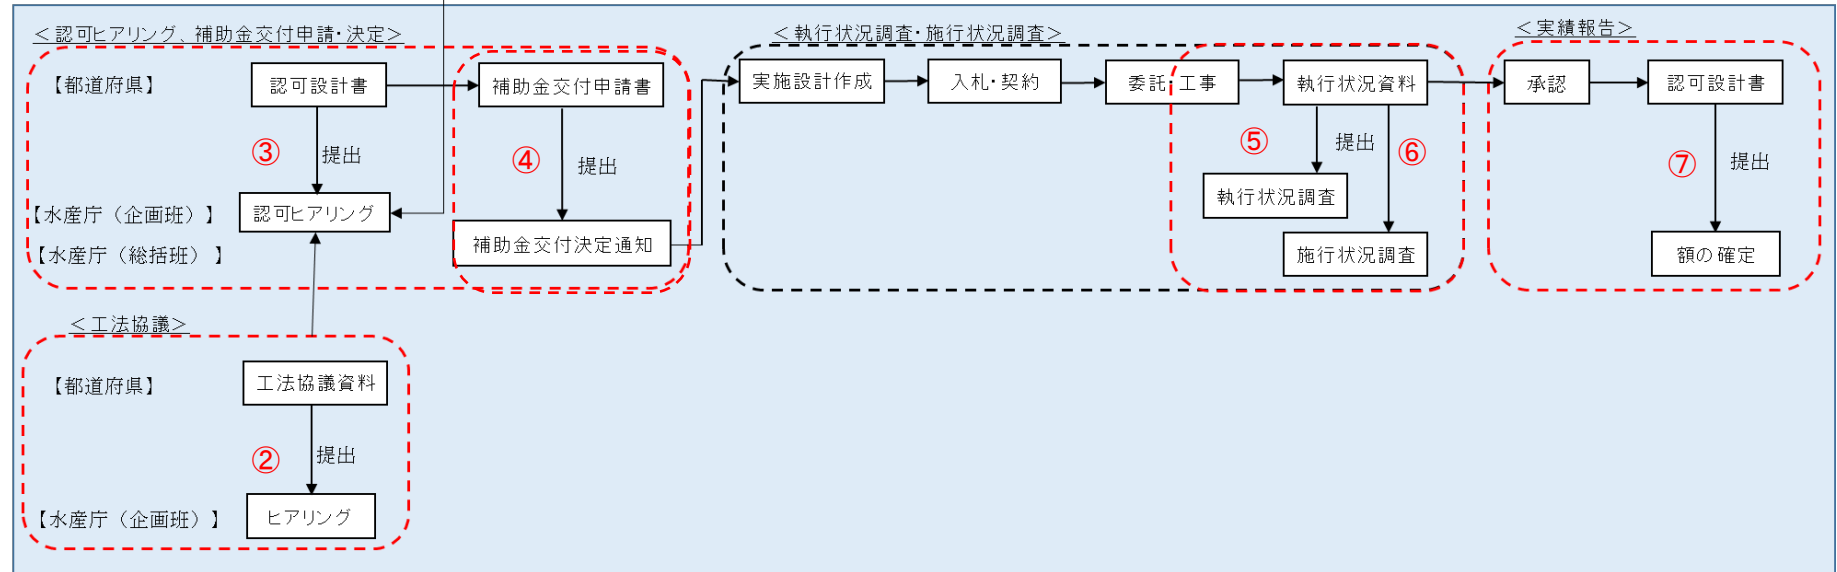 ＜認可ヒアリング、補助金交付申請・決定＞
【都道府県】
認可設計書
補助金交付申請書
③
提出
④
提出
【水産庁（企画班）】
認可ヒアリング
【水産庁（総括班）】
補助金交付決定通知
＜執行状況調査・施行状況調査＞
実施設計作成
入札・契約
委託・工事
執行状況資料
⑤
提出
⑥
執行状況調査
施行状況調査
＜実績報告＞
承認
認可設計書
⑦
提出
額の確定
＜工法協議＞
【都道府県】
工法協議資料
②
提出
【水産庁（企画班）】
ヒアリング